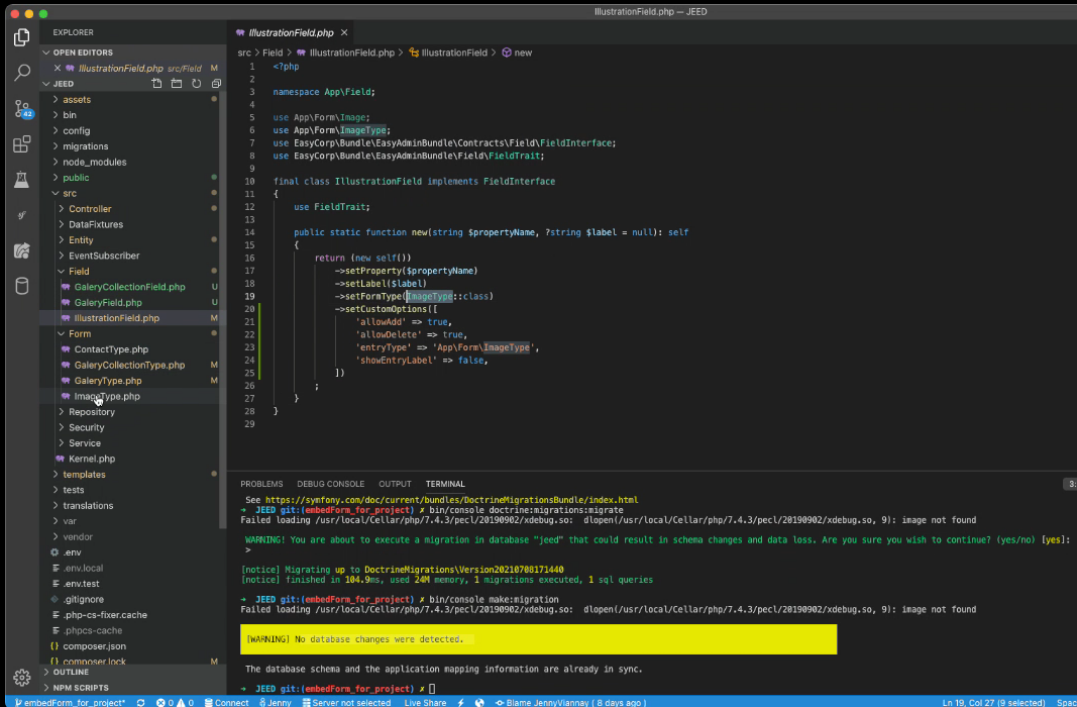 IllustrationField.php — JEED
EXPLORER
OPEN EDITORS
IllustrationField.php src/Field M
JEED
assets
bin
config
migrations
node_modules
public
src
Controller
DataFixtures
Entity
EventSubscriber
Field
GaleryCollectionField.php U
GaleryField.php U
IllustrationField.php M
Form
ContactType.php
GaleryCollectionType.php M
GaleryType.php M
ImageType.php
Repository
Security
Service
Kernel.php
templates
tests
translations
var
vendor
.env
.env.local
.env.test
.gitignore
.php-cs-fixer.cache
.phpcs-cache
composer.json
composer.lock M
OUTLINE
NPM SCRIPTS
42
IllustrationField.php
src > Field > IllustrationField.php > IllustrationField > new
1 <?php
2
3 namespace App\Field;
4
5 use App\Form\Image;
6 use App\Form\ImageType;
7 use EasyCorp\Bundle\EasyAdminBundle\Contracts\Field\FieldInterface;
8 use EasyCorp\Bundle\EasyAdminBundle\Field\FieldTrait;
9
10 final class IllustrationField implements FieldInterface
11 {
12 use FieldTrait;
13
14 public static function new(string $propertyName, ?string $label = null): self
15 {
16 return (new self())
17 ->setProperty($propertyName)
18 ->setLabel($label)
19 ->setFormType(ImageType::class)
20 ->setCustomOptions([
21 'allowAdd' => true,
22 'allowDelete' => true,
23 'entryType' => 'App\Form\ImageType',
24 'showEntryLabel' => false,
25 ])
26 ;
27 }
28 }
29
PROBLEMS DEBUG CONSOLE OUTPUT TERMINAL
See https://symfony.com/doc/current/bundles/DoctrineMigrationsBundle/index.html
→ JEED git:(embedForm_for_project) ✗ bin/console doctrine:migrations:migrate
Failed loading /usr/local/Cellar/php/7.4.3/pecl/20190902/xdebug.so: dlopen(/usr/local/Cellar/php/7.4.3/pecl/20190902/xdebug.so, 9): image not found
WARNING! You are about to execute a migration in database "jeed" that could result in schema changes and data loss. Are you sure you wish to continue? (yes/no) [yes]:
>
[notice] Migrating up to DoctrineMigrations\Version20210708171440
[notice] finished in 104.9ms, used 24M memory, 1 migrations executed, 1 sql queries
→ JEED git:(embedForm_for_project) ✗ bin/console make:migration
Failed loading /usr/local/Cellar/php/7.4.3/pecl/20190902/xdebug.so: dlopen(/usr/local/Cellar/php/7.4.3/pecl/20190902/xdebug.so, 9): image not found
[WARNING] No database changes were detected.
The database schema and the application mapping information are already in sync.
→ JEED git:(embedForm_for_project) ✗
embedForm_for_project* 0 0 Connect Jenny Server not selected Live Share Blame JennyViannay ( 8 days ago ) Ln 19, Col 27 (9 selected) Spac